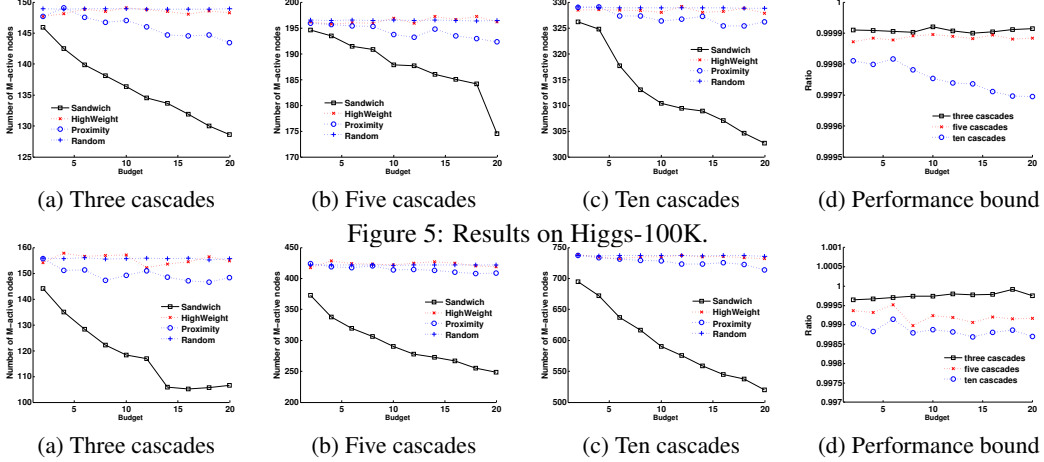 150
145
140
135
130
125
Number of M-active nodes
Sandwich
HighWeight
Proximity
Random
5 10 15 20
Budget
(a) Three cascades
200
195
190
185
180
175
170
Number of M-active nodes
Sandwich
HighWeight
Proximity
Random
5 10 15 20
Budget
(b) Five cascades
330
325
320
315
310
305
300
Number of M-active nodes
Sandwich
HighWeight
Proximity
Random
5 10 15 20
Budget
(c) Ten cascades
1
0.9999
0.9998
0.9997
0.9996
0.9995
Ratio
three cascades
five cascades
ten cascades
5 10 15 20
Budget
(d) Performance bound
Figure 5: Results on Higgs-100K.
160
150
140
130
120
110
100
Number of M-active nodes
Sandwich
HighWeight
Proximity
Random
5 10 15 20
Budget
(a) Three cascades
450
400
350
300
250
200
Number of M-active nodes
Sandwich
HighWeight
Proximity
Random
5 10 15 20
Budget
(b) Five cascades
750
700
650
600
550
500
Number of M-active nodes
Sandwich
HighWeight
Proximity
Random
5 10 15 20
Budget
(c) Ten cascades
1.001
1.0005
1
0.9995
0.999
0.9985
0.998
0.9975
0.997
Ratio
three cascades
five cascades
ten cascades
5 10 15 20
Budget
(d) Performance bound